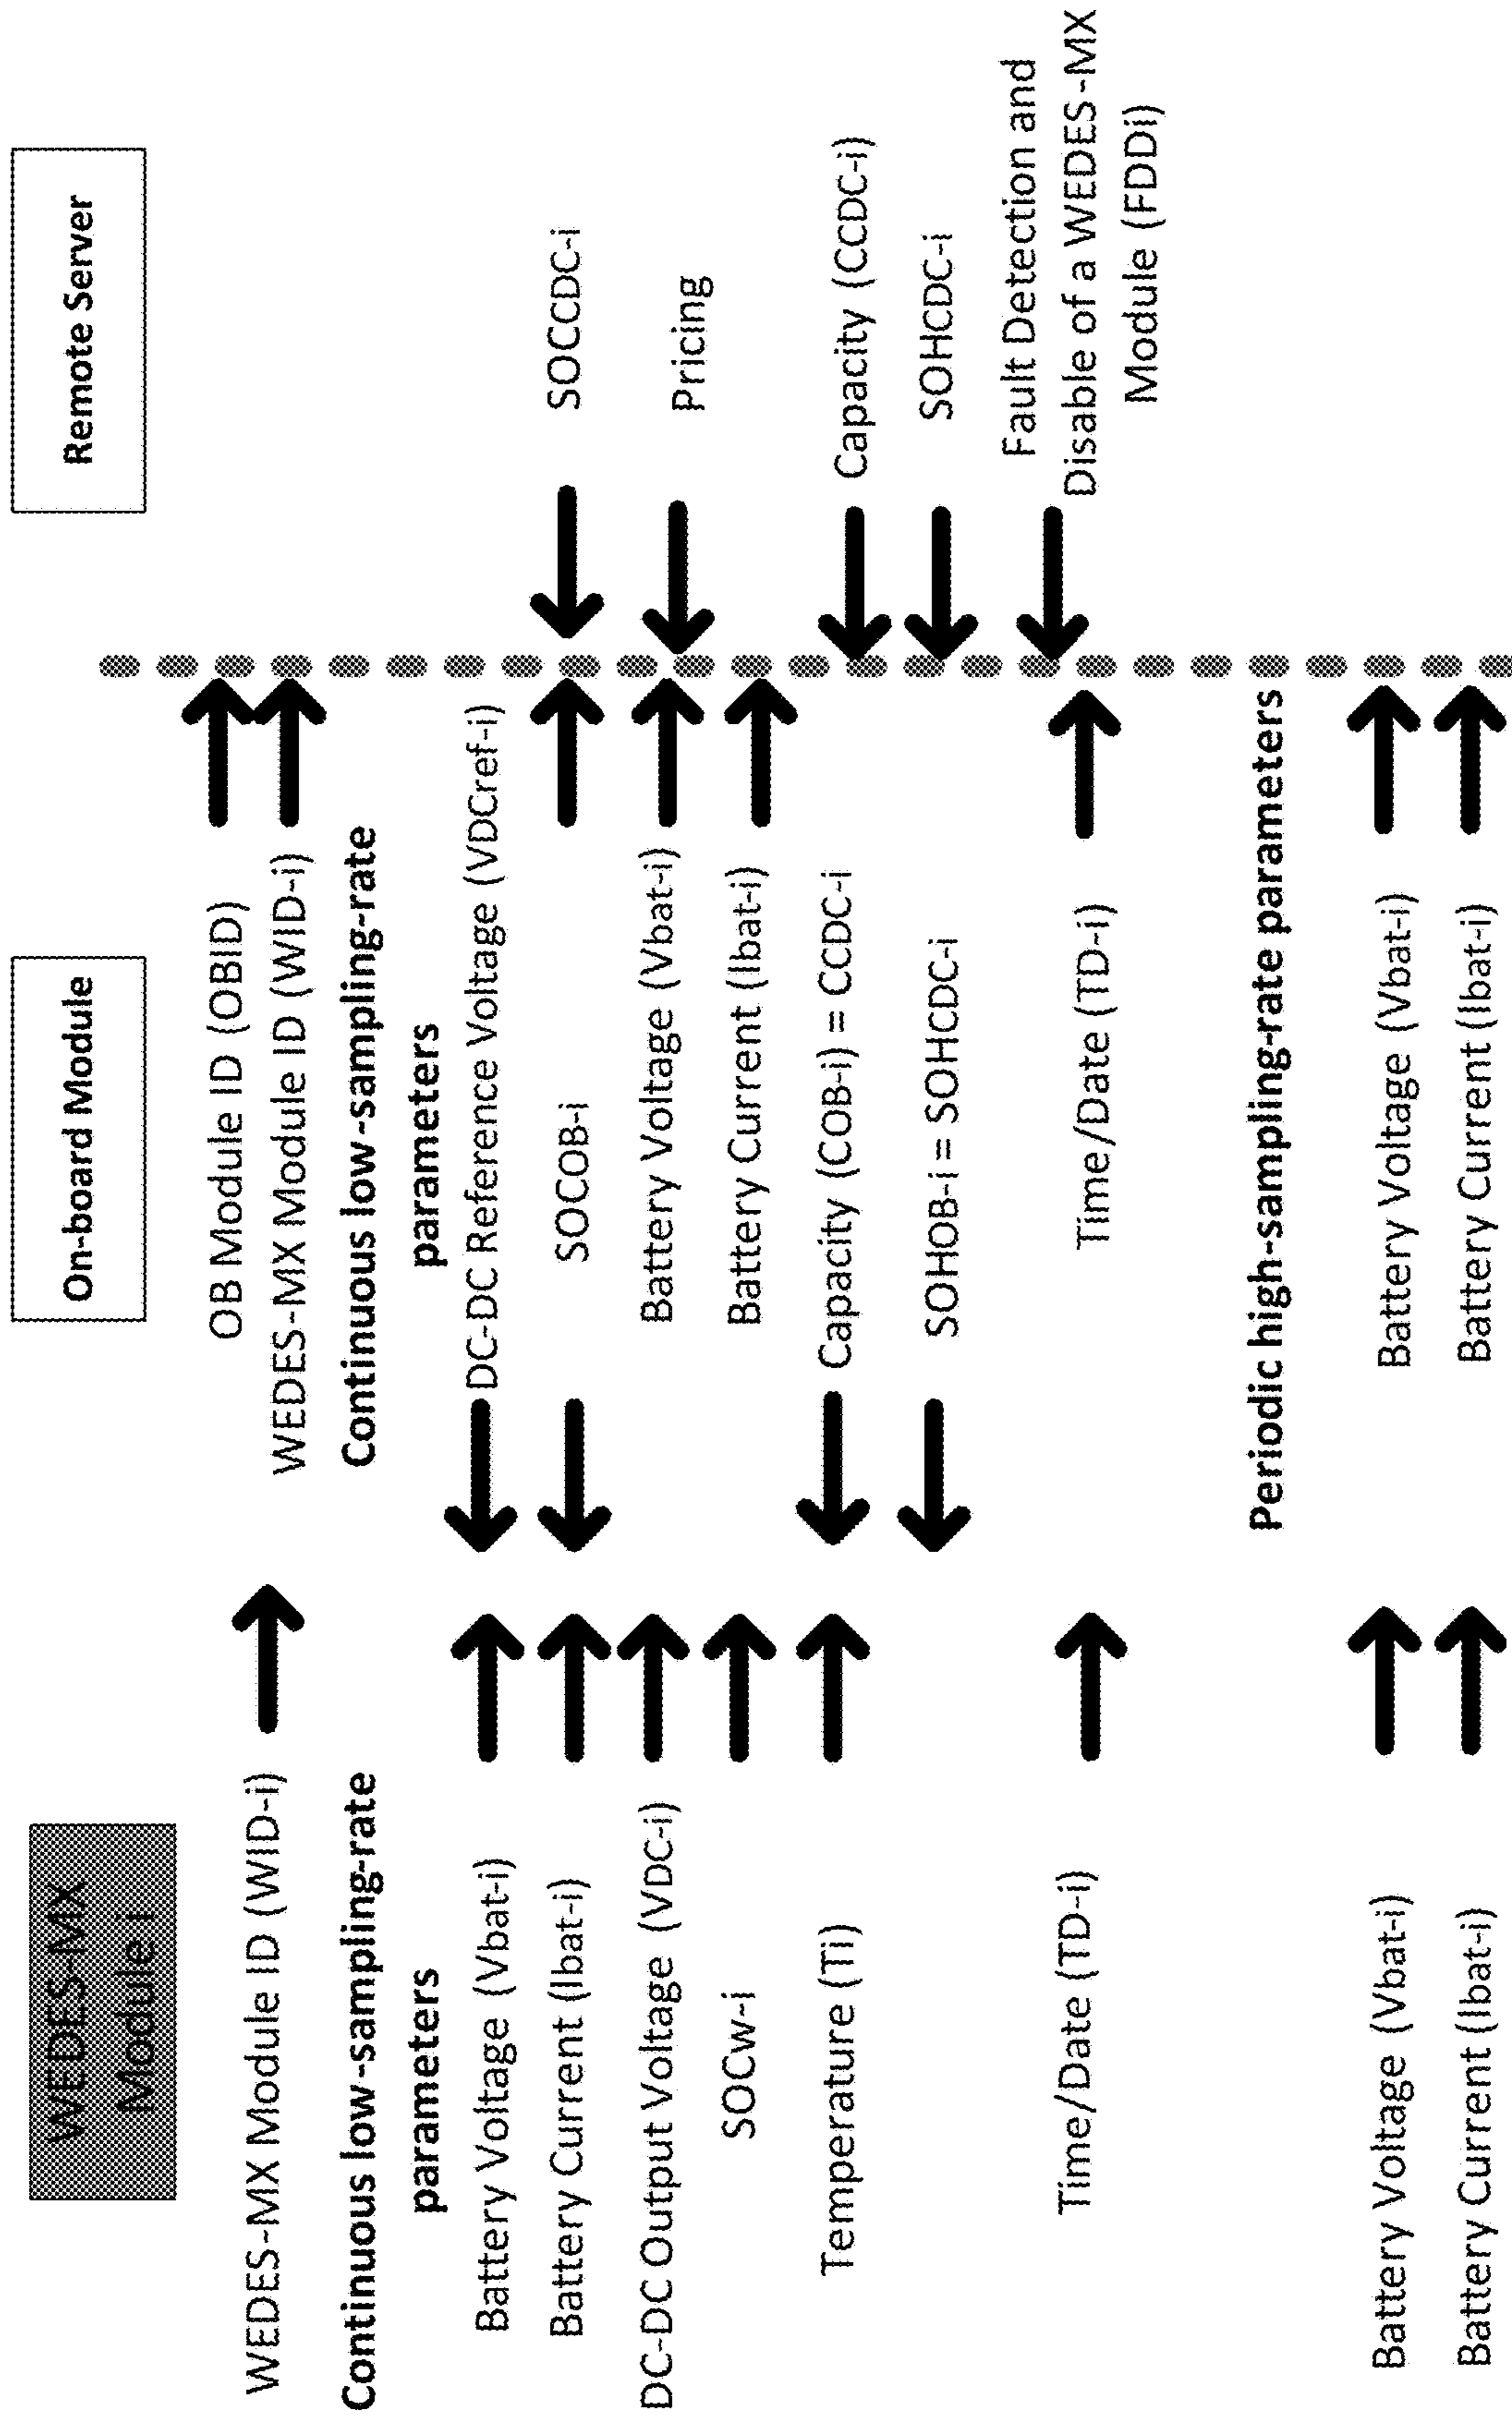 WEDES-MX
Module i
WEDES-MX Module ID (WID-i)
Continuous low-sampling-rate
parameters
Battery Voltage (Vbat-i)
Battery Current (Ibat-i)
DC-DC Output Voltage (VDC-i)
SOCw-i
Temperature (Ti)
Time/Date (TD-i)
Battery Voltage (Vbat-i)
Battery Current (Ibat-i)
On-board Module
OB Module ID (OBID)
WEDES-MX Module ID (WID-i)
Continuous low-sampling-rate
parameters
DC-DC Reference Voltage (VDCref-i)
SOCOB-i
Battery Voltage (Vbat-i)
Battery Current (Ibat-i)
Capacity (COB-i) = CCDC-i
SOHOB-i = SOHCDC-i
Time/Date (TD-i)
Periodic high-sampling-rate parameters
Battery Voltage (Vbat-i)
Battery Current (Ibat-i)
Remote Server
SOCCDC-i
Pricing
Capacity (CCDC-i)
SOHCDC-i
Fault Detection and
Disable of a WEDES-MX
Module (FDDi)